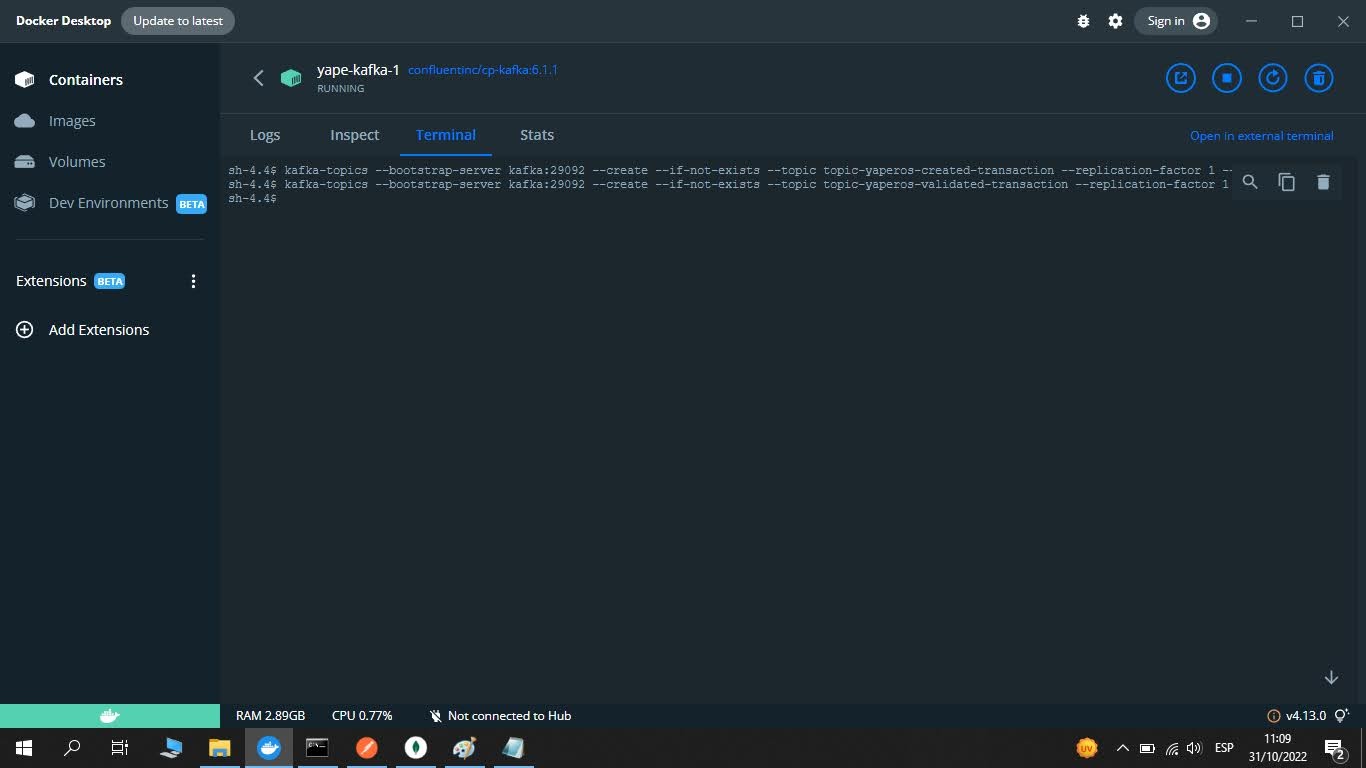 Docker Desktop Update to latest Sign in
Containers
Images
Volumes
Dev Environments BETA
Extensions BETA
Add Extensions
yape-kafka-1 confluentinc/cp-kafka:6.1.1
RUNNING
Logs Inspect Terminal Stats Open in external terminal
sh-4.4$ kafka-topics --bootstrap-server kafka:29092 --create --if-not-exists --topic topic-yaperos-created-transaction --replication-factor 1 --
sh-4.4$ kafka-topics --bootstrap-server kafka:29092 --create --if-not-exists --topic topic-yaperos-validated-transaction --replication-factor 1
sh-4.4$
RAM 2.89GB CPU 0.77% Not connected to Hub v4.13.0
UV ESP 11:09
31/10/2022 2